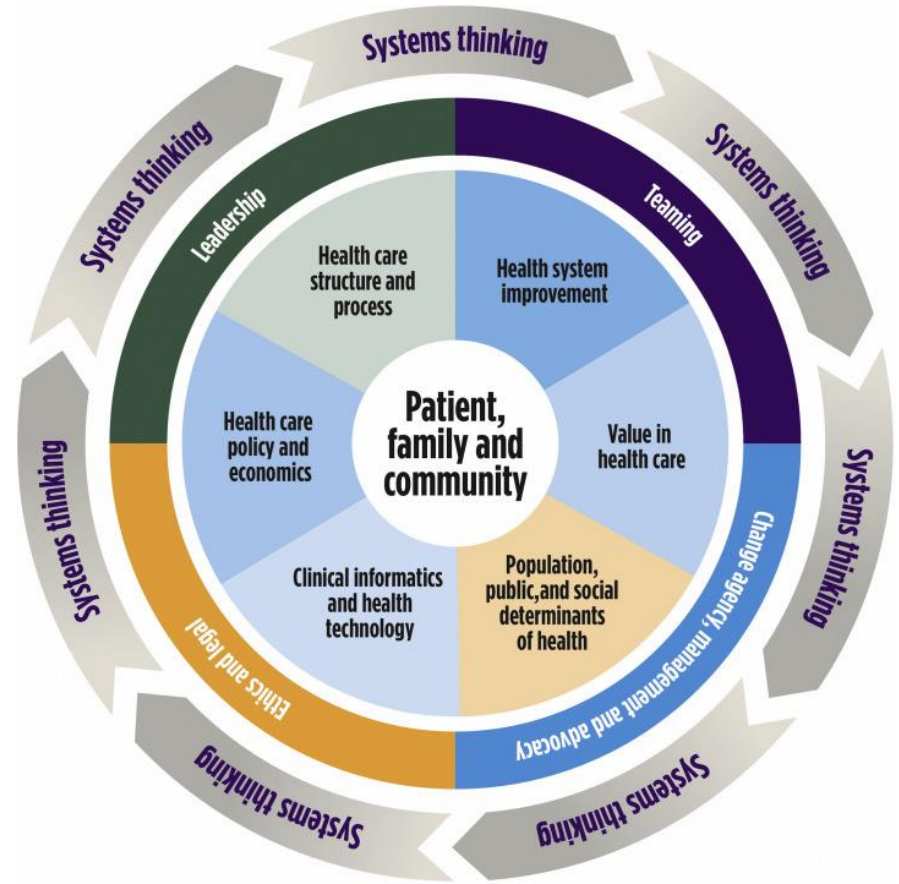 Systems thinking
Systems thinking
Systems thinking
Systems thinking
Systems thinking
Systems thinking
Systems thinking
Systems thinking
Leadership
Teaming
Change agency, management and advocacy
Ethics and legal
Health care
structure and
process
Health system
improvement
Value in
health care
Population,
public,and social
determinants
of health
Clinical informatics
and health
technology
Health care
policy and
economics
Patient,
family and
community